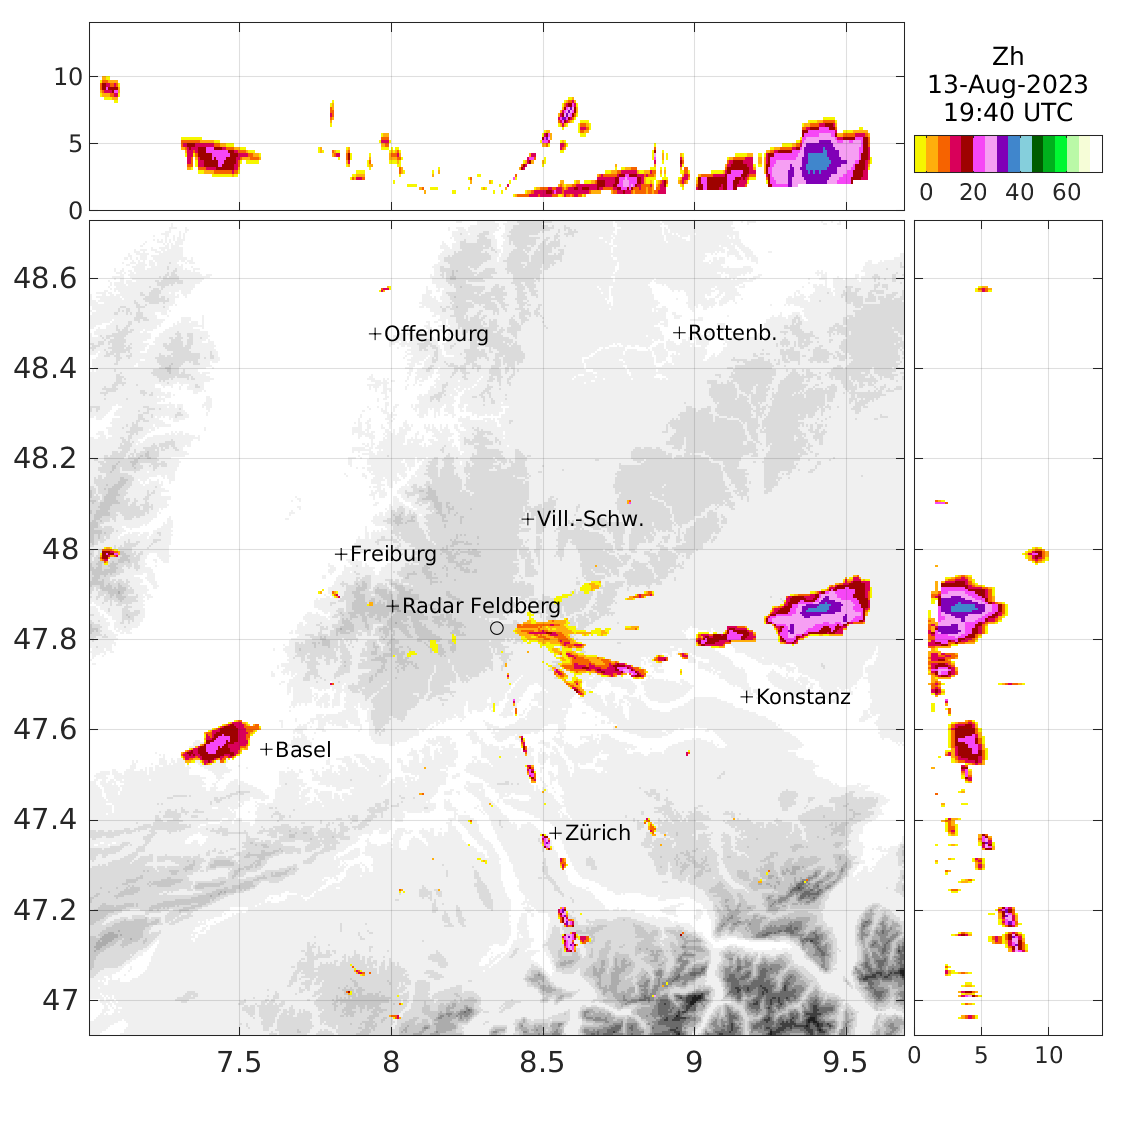 Zh
13-Aug-2023
19:40 UTC
10
5
0
0 20 40 60
48.6
48.4
48.2
48
47.8
47.6
47.4
47.2
47
+Offenburg
+Rottenb.
+Vill.-Schw.
+Freiburg
+Radar Feldberg
+Konstanz
+Basel
+Zürich
7.5 8 8.5 9 9.5
0 5 10